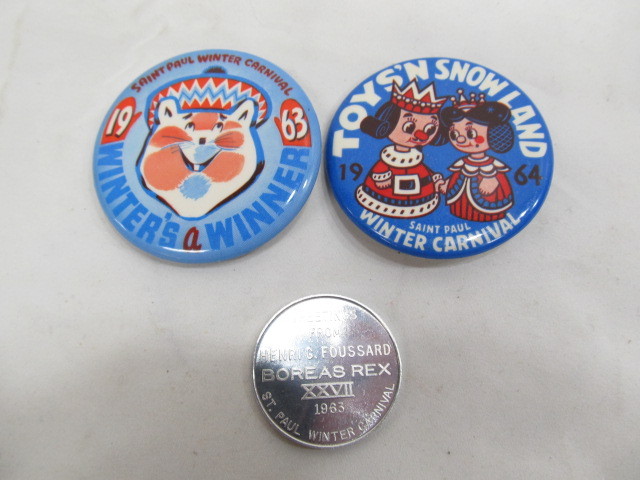 SAINT PAUL WINTER CARNIVAL
19 63
WINTER'S a WINNER
TOYS'N SNOWLAND
19 64
SAINT PAUL
WINTER CARNIVAL
FROM
HENRI G. FOUSSARD
BOREAS REX
XXVII
1963
ST. PAUL WINTER CARNIVAL